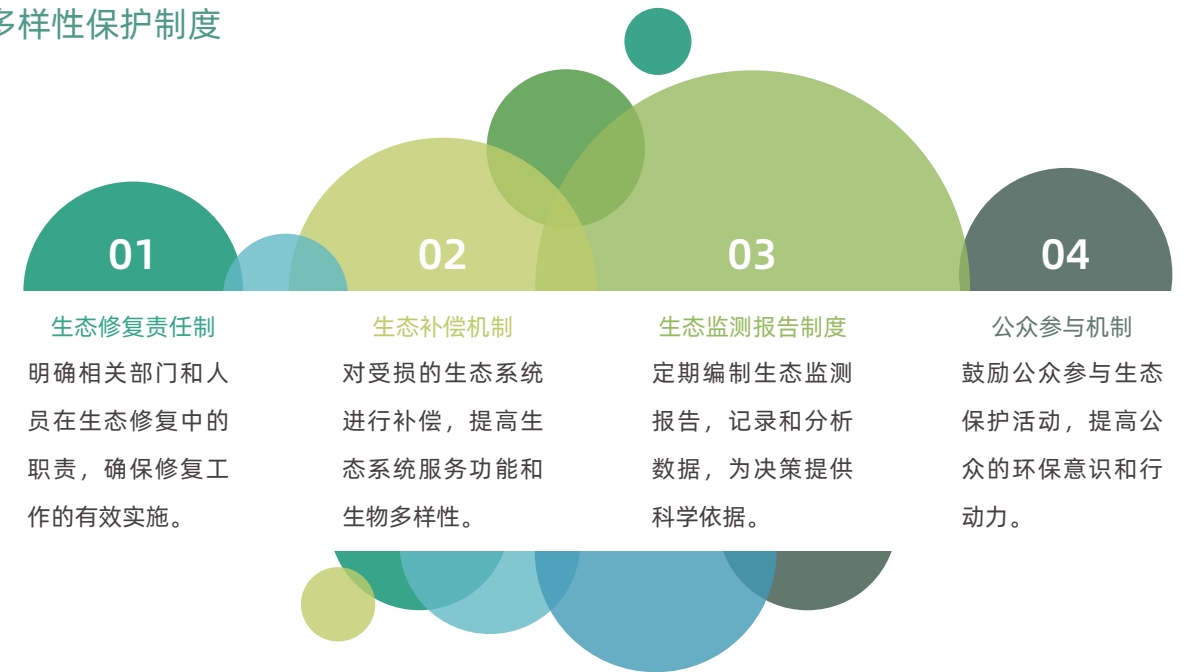 多样性保护制度
01
02
03
04
生态修复责任制
明确相关部门和人
员在生态修复中的
职责，确保修复工
作的有效实施。
生态补偿机制
对受损的生态系统
进行补偿，提高生
态系统服务功能和
生物多样性。
生态监测报告制度
定期编制生态监测
报告，记录和分析
数据，为决策提供
科学依据。
公众参与机制
鼓励公众参与生态
保护活动，提高公
众的环保意识和行
动力。